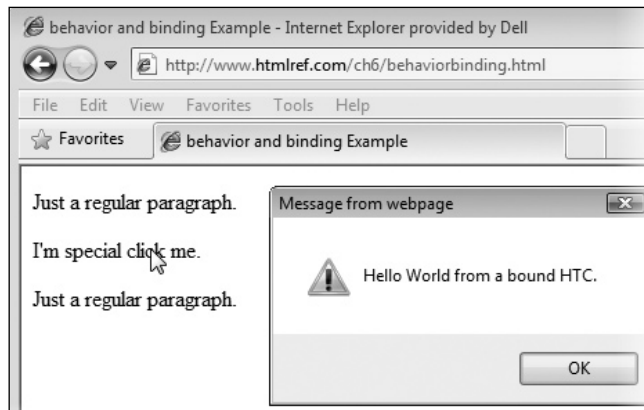 behavior and binding Example - Internet Explorer provided by Dell
http://www.htmlref.com/ch6/behaviorbinding.html
File Edit View Favorites Tools Help
Favorites
behavior and binding Example
Just a regular paragraph.
I'm special click me.
Just a regular paragraph.
Message from webpage
Hello World from a bound HTC.
OK